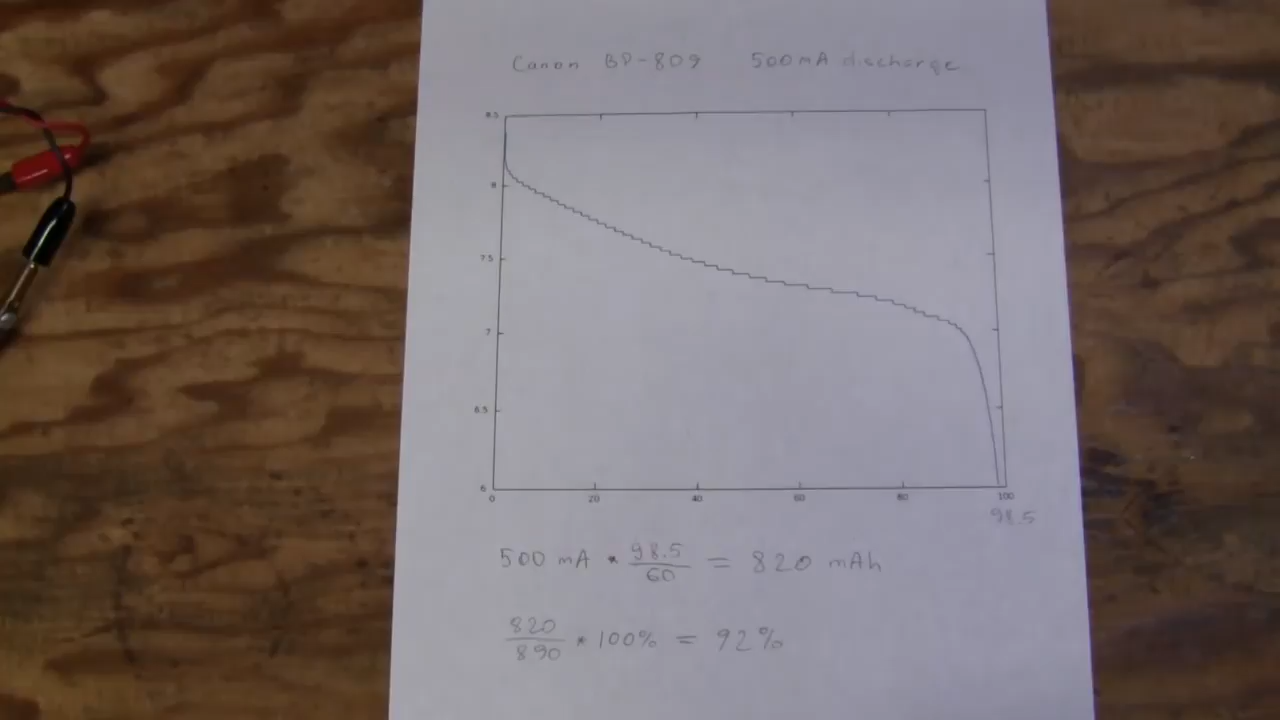 Canon BP-809 500mA discharge
8.5
8
7.5
7
6.5
6
0 20 40 60 80 100
98.5
500 mA * 98.5/60 = 820 mAh
820/890 * 100% = 92%